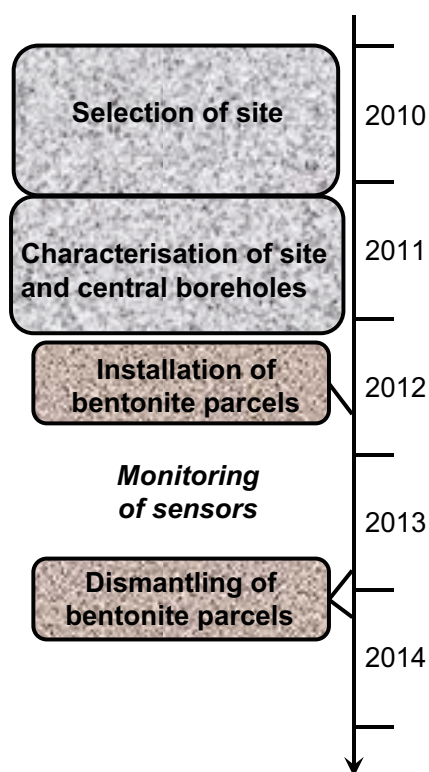 Selection of site
2010
Characterisation of site
and central boreholes
2011
Installation of
bentonite parcels
2012
Monitoring
of sensors
2013
Dismantling of
bentonite parcels
2014